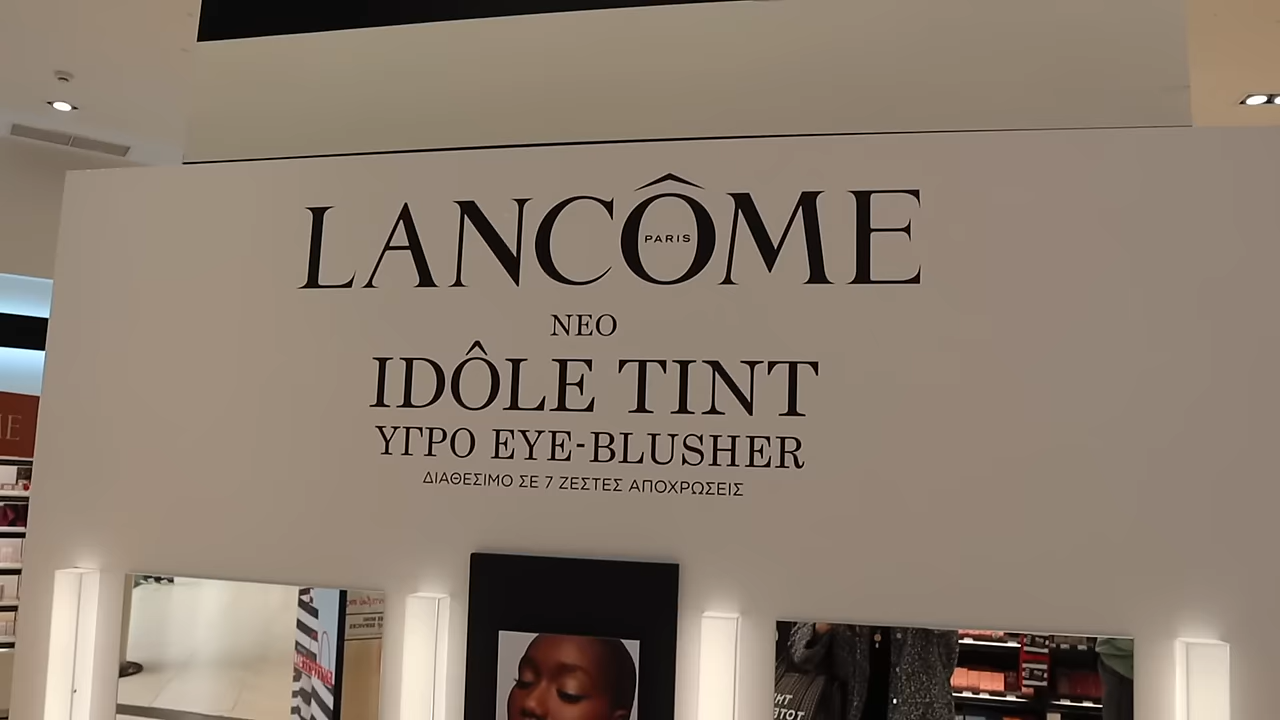 LANCÔME
PARIS
ΝΕΟ
IDÔLE TINT
ΥΓΡΟ EYE-BLUSHER
ΔΙΑΘΕΣΙΜΟ ΣΕ 7 ΖΕΣΤΕΣ ΑΠΟΧΡΩΣΕΙΣ